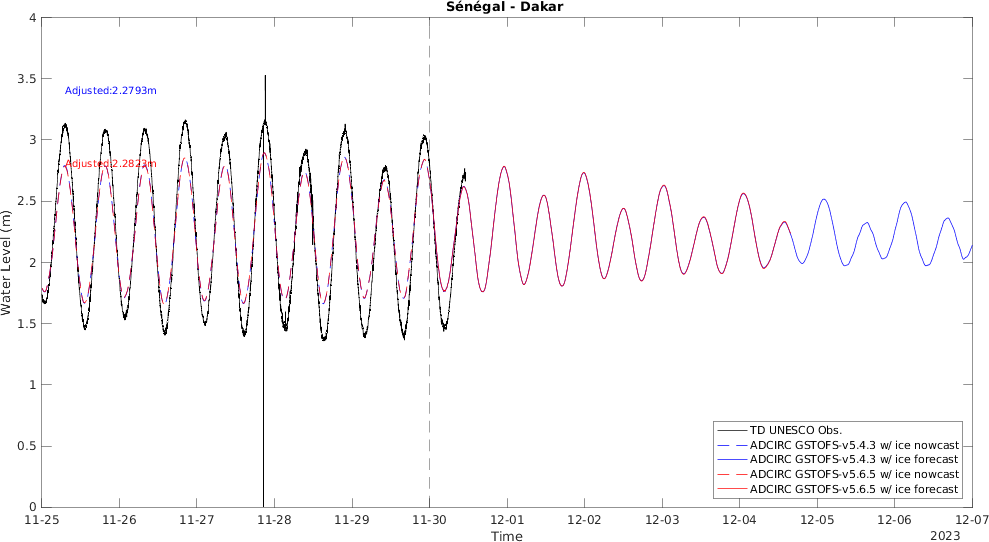 Sénégal - Dakar
4
3.5
3
2.5
2
1.5
1
0.5
0
Water Level (m)
Adjusted:2.2793m
Adjusted:2.2823m
TD UNESCO Obs.
ADCIRC GSTOFS-v5.4.3 w/ ice nowcast
ADCIRC GSTOFS-v5.4.3 w/ ice forecast
ADCIRC GSTOFS-v5.6.5 w/ ice nowcast
ADCIRC GSTOFS-v5.6.5 w/ ice forecast
11-25 11-26 11-27 11-28 11-29 11-30 12-01 12-02 12-03 12-04 12-05 12-06 12-07
Time
2023